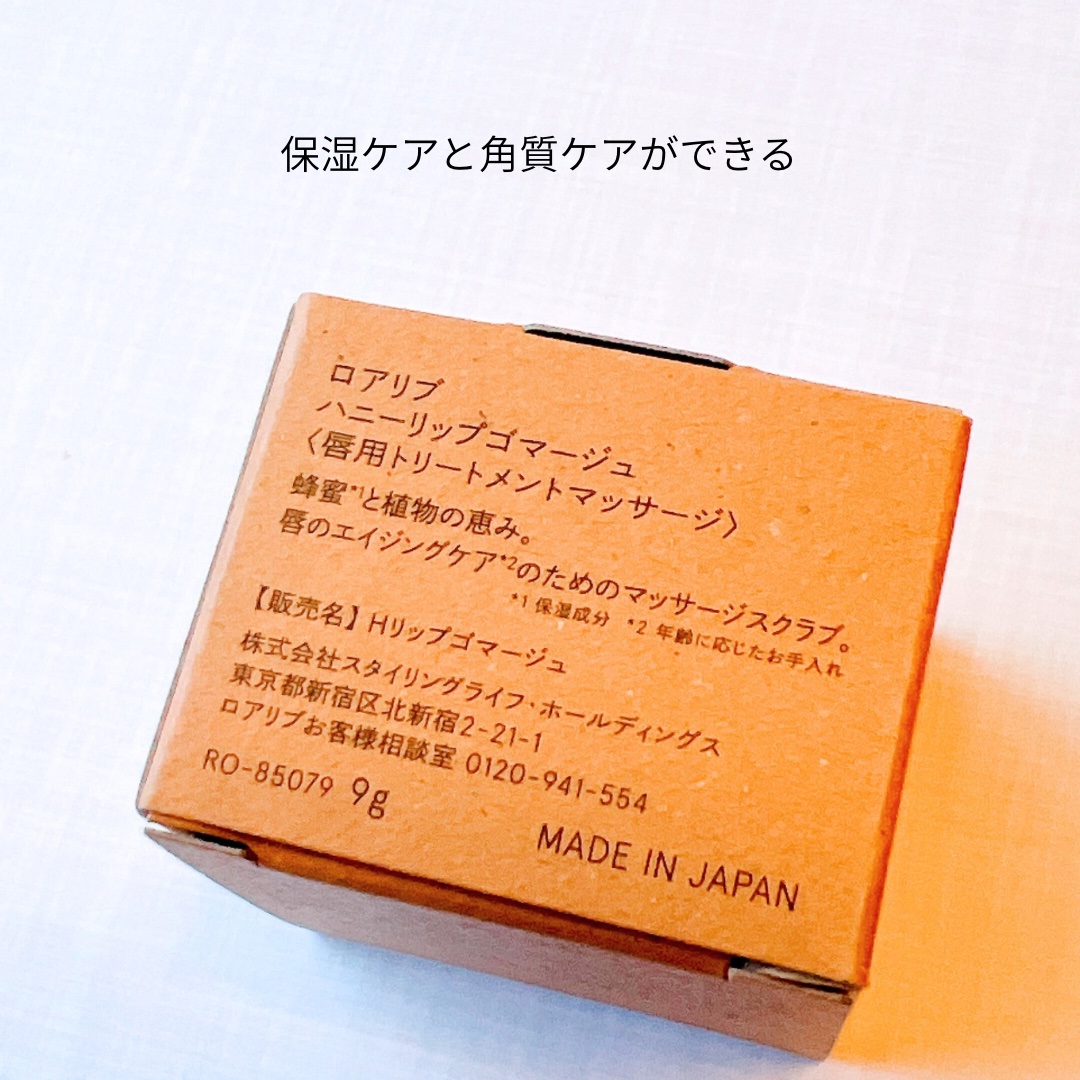 保湿ケアと角質ケアができる
ロアリブ
ハニーリップゴマージュ
〈唇用トリートメントマッサージ〉
蜂蜜*1と植物の恵み。
唇のエイジングケア*2のためのマッサージスクラブ。
*1 保湿成分 *2 年齢に応じたお手入れ
【販売名】Hリップゴマージュ
株式会社スタイリングライフ・ホールディングス
東京都新宿区北新宿2-21-1
ロアリブお客様相談室 0120-941-554
RO-85079 9g
MADE IN JAPAN